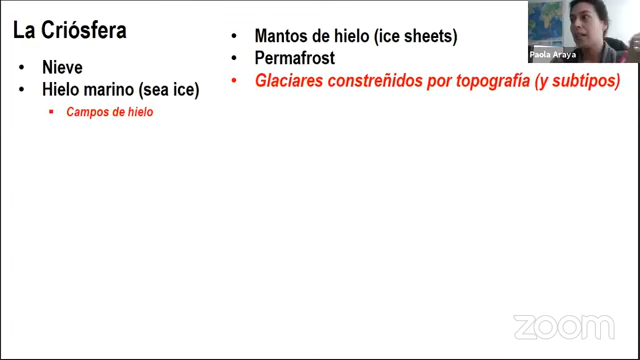 La Criósfera
• Nieve
• Hielo marino (sea ice)
▪ Campos de hielo
• Mantos de hielo (ice sheets)
• Permafrost
• Glaciares constreñidos por topografía (y subtipos)
Paola Araya
zoom